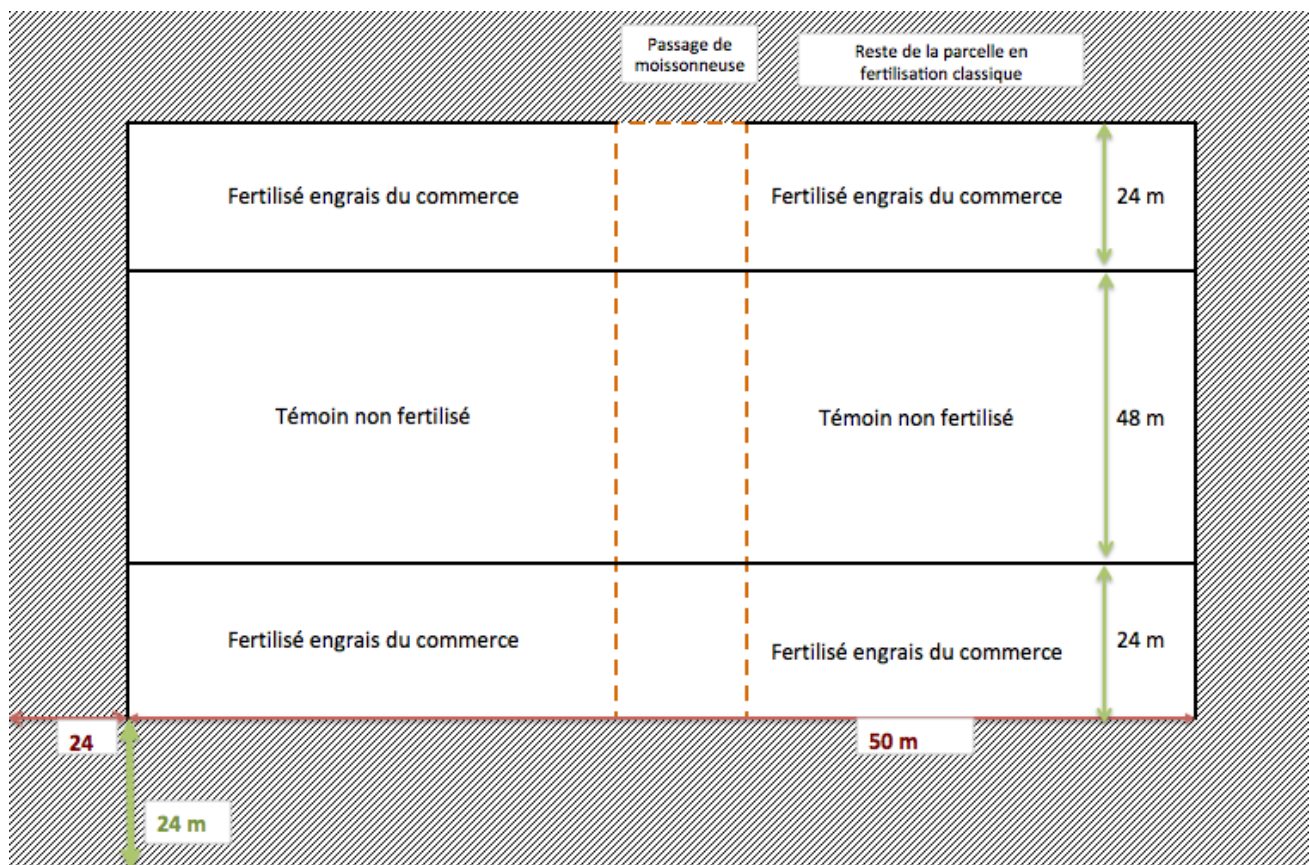 Passage de
moissonneuse
Reste de la parcelle en
fertilisation classique
Fertilisé engrais du commerce
Fertilisé engrais du commerce
24 m
Témoin non fertilisé
Témoin non fertilisé
48 m
Fertilisé engrais du commerce
Fertilisé engrais du commerce
24 m
24
50 m
24 m